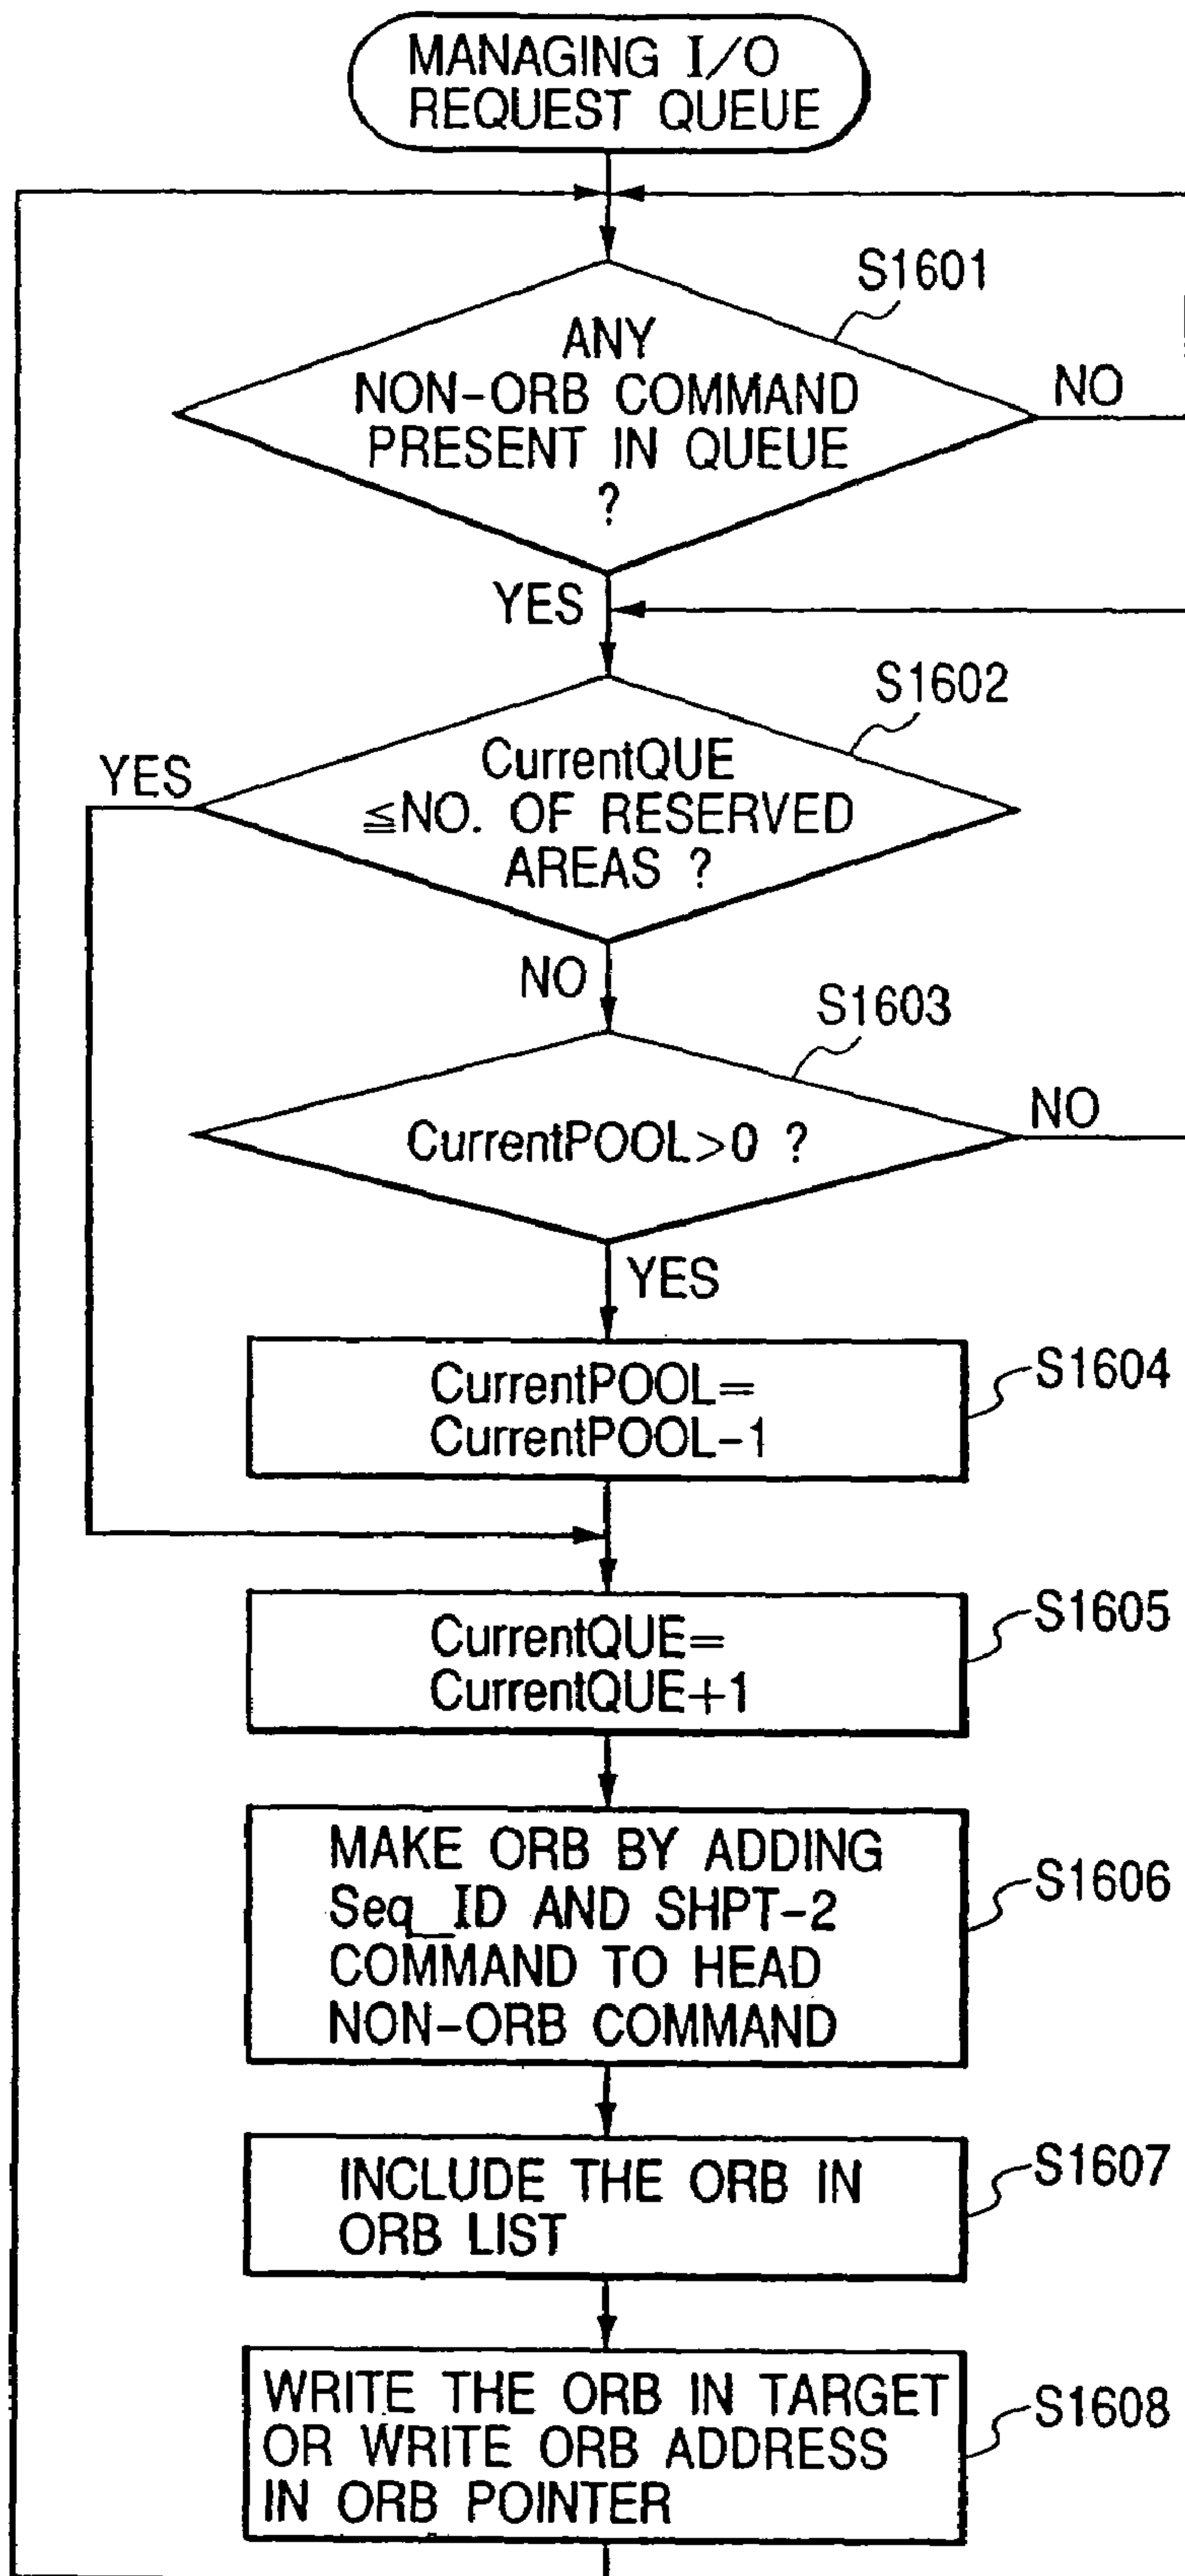 MANAGING I/O
REQUEST QUEUE
S1601
ANY
NON-ORB COMMAND
PRESENT IN QUEUE
?
NO
YES
S1602
YES
CurrentQUE
≦NO. OF RESERVED
AREAS ?
NO
S1603
CurrentPOOL>0 ?
NO
YES
CurrentPOOL=
CurrentPOOL-1
S1604
CurrentQUE=
CurrentQUE+1
S1605
MAKE ORB BY ADDING
Seq_ID AND SHPT-2
COMMAND TO HEAD
NON-ORB COMMAND
S1606
INCLUDE THE ORB IN
ORB LIST
S1607
WRITE THE ORB IN TARGET
OR WRITE ORB ADDRESS
IN ORB POINTER
S1608